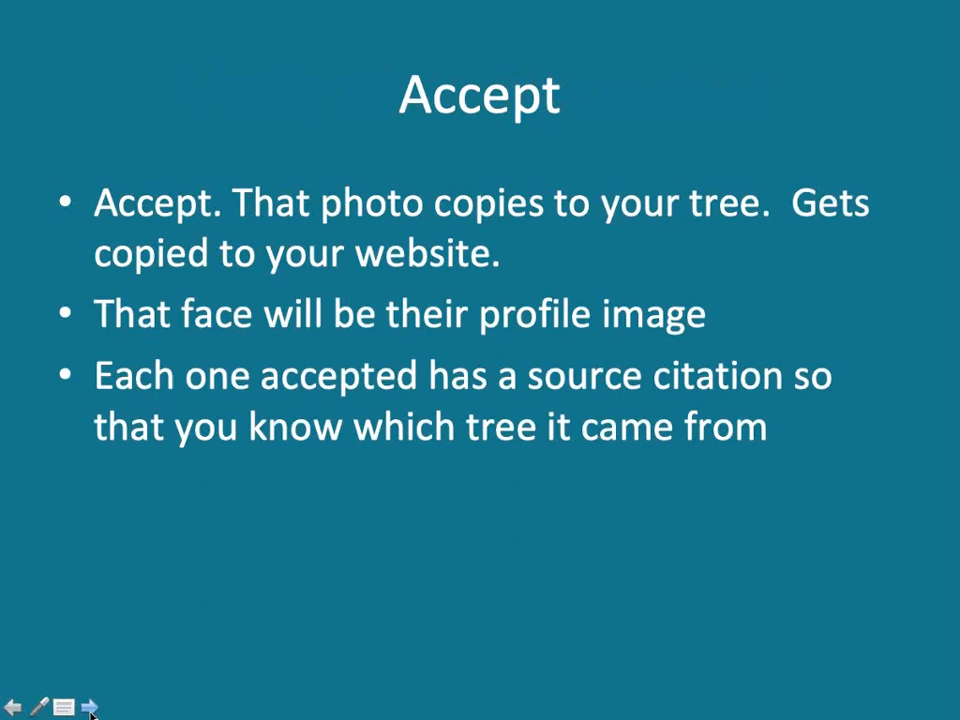 Accept
• Accept. That photo copies to your tree.  Gets
copied to your website.
• That face will be their profile image
• Each one accepted has a source citation so
that you know which tree it came from